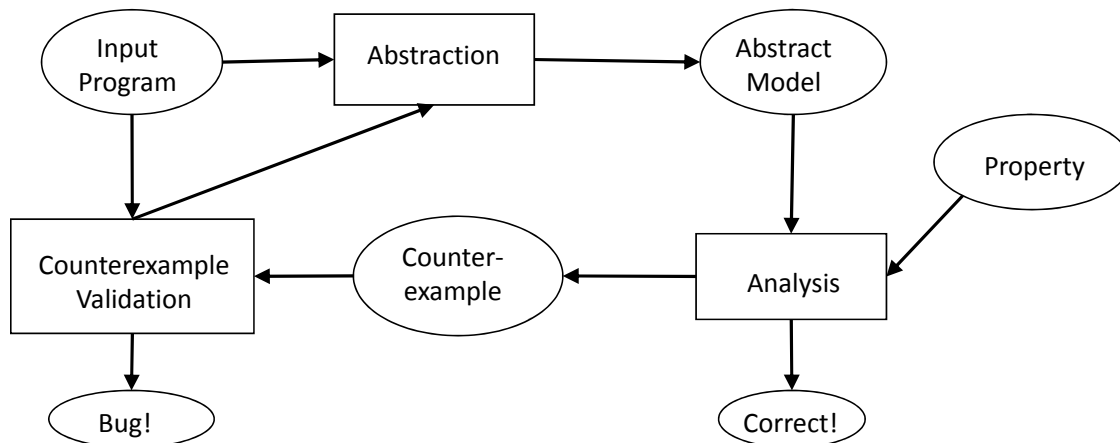 Input
Program
Abstraction
Abstract
Model
Property
Counterexample
Validation
Counter-
example
Analysis
Bug!
Correct!